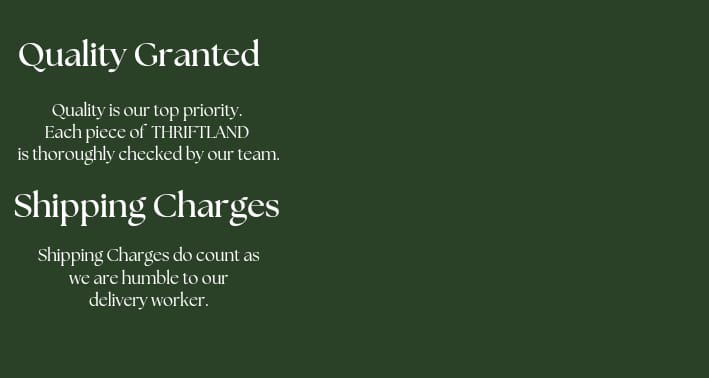 Quality Granted
Quality is our top priority.
Each piece of THRIFTLAND
is thoroughly checked by our team.
Shipping Charges
Shipping Charges do count as
we are humble to our
delivery worker.